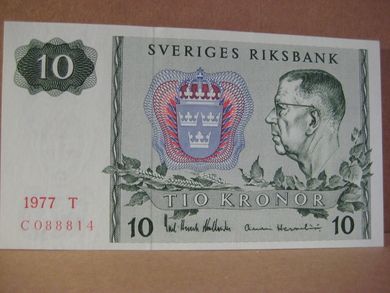 SVERIGES RIKSBANK
10
1977 T
C088814
TIO KRONOR
10
10